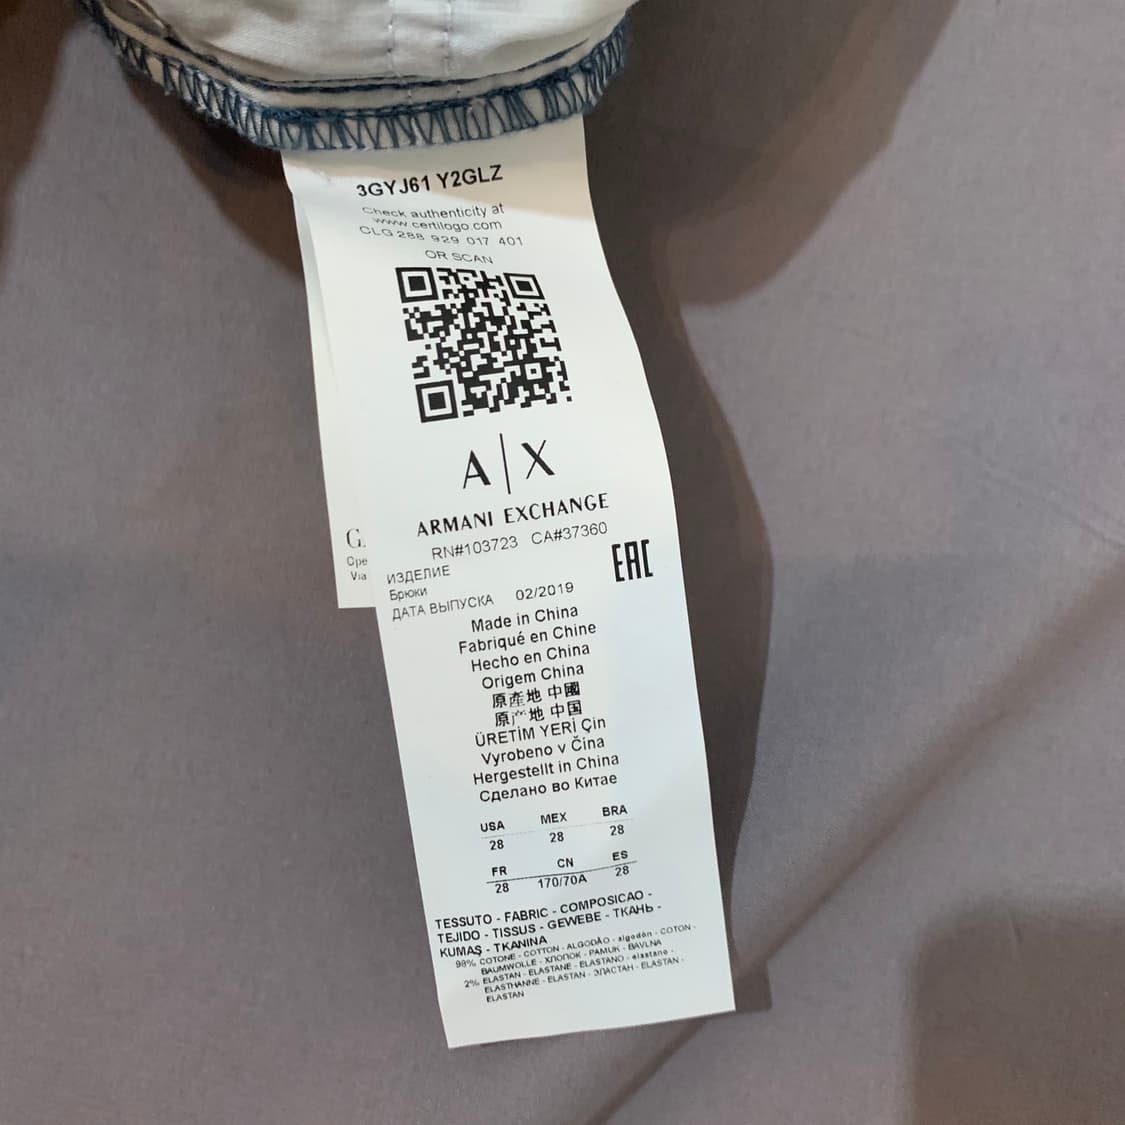 3GYJ61 Y2GLZ
Check authenticity at
www.certilogo.com
CLG 288 929 017 401
OR SCAN
A|X
ARMANI EXCHANGE
RN#103723 CA#37360
ИЗДЕЛИЕ
Брюки
EAC
ДАТА ВЫПУСКА 02/2019
Made in China
Fabriqué en Chine
Hecho en China
Origem China
原產地 中國
原产地 中国
ÜRETİM YERİ Çin
Vyrobeno v Čína
Hergestellt in China
Сделано во Китае
USA MEX BRA
28 28 28
FR CN ES
28 170/70A 28
TESSUTO - FABRIC - COMPOSICAO -
TEJIDO - TISSUS - GEWEBE - ТКАНЬ -
KUMAŞ - TKANINA
98% COTONE - COTTON - ALGODÃO - algodón - COTON -
BAUMWOLLE - ХЛОПОК - PAMUK - BAVLNA
2% ELASTAN - ELASTANE - ELASTANO - elastano -
ELASTHANNE - ELASTAN - ЭЛАСТАН - ELASTAN -
ELASTAN
G.
Ope
Via